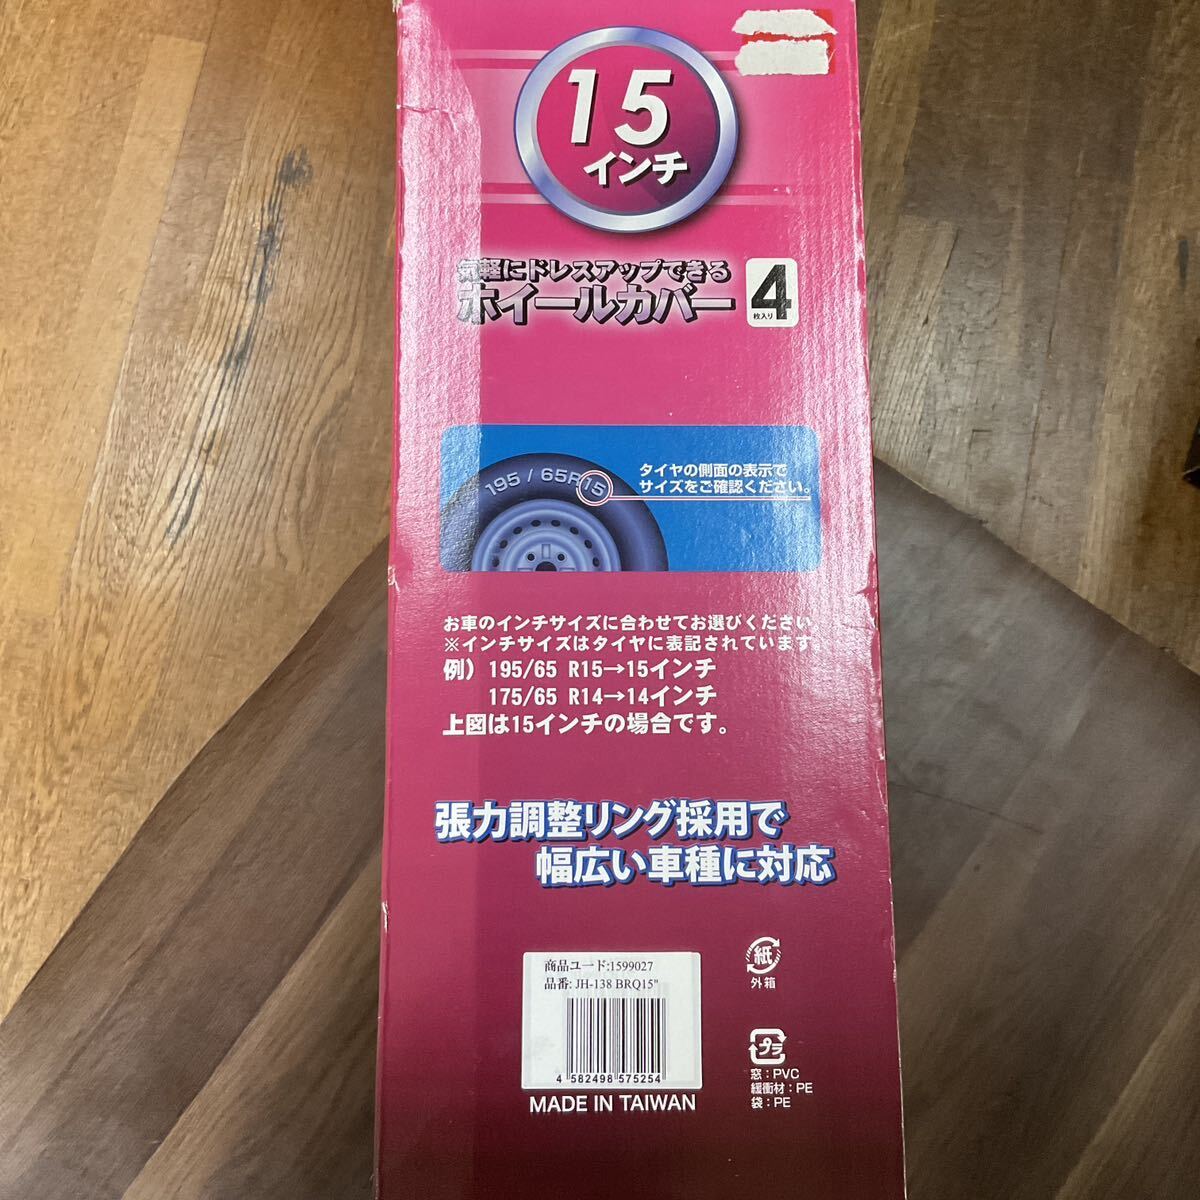 15
インチ
気軽にドレスアップできる
ホイールカバー
4
枚入り
195 / 65R15
タイヤの側面の表示で
サイズをご確認ください。
お車のインチサイズに合わせてお選びください。
※インチサイズはタイヤに表記されています。
例）195/65 R15→15インチ
175/65 R14→14インチ
上図は15インチの場合です。
張力調整リング採用で
幅広い車種に対応
商品コード:1599027
品番: JH-138 BRQ15"
4 582498 575254
MADE IN TAIWAN
紙
外箱
プラ
窓：PVC
緩衝材：PE
袋：PE